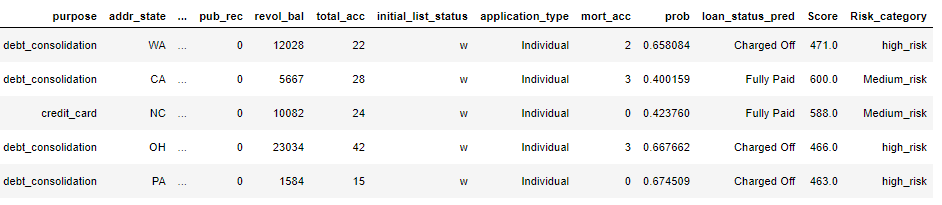 purpose addr_state ... pub_rec revol_bal total_acc initial_list_status application_type mort_acc prob loan_status_pred Score Risk_category
debt_consolidation WA ... 0 12028 22 w Individual 2 0.658084 Charged Off 471.0 high_risk
debt_consolidation CA ... 0 5667 28 w Individual 3 0.400159 Fully Paid 600.0 Medium_risk
credit_card NC ... 0 10082 24 w Individual 0 0.423760 Fully Paid 588.0 Medium_risk
debt_consolidation OH ... 0 23034 42 w Individual 3 0.667662 Charged Off 466.0 high_risk
debt_consolidation PA ... 0 1584 15 w Individual 0 0.674509 Charged Off 463.0 high_risk